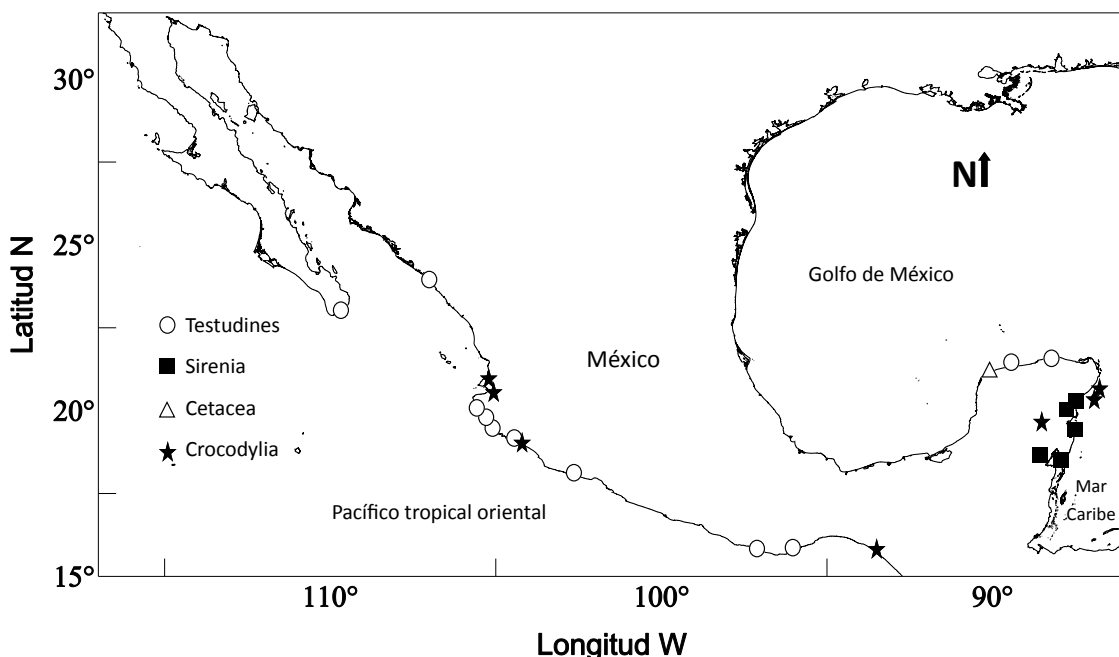 30°
25°
20°
15°
Latitud N
N
Golfo de México
México
Testudines
Sirenia
Cetacea
Crocodylia
Pacífico tropical oriental
Mar
Caribe
110°
100°
90°
Longitud W